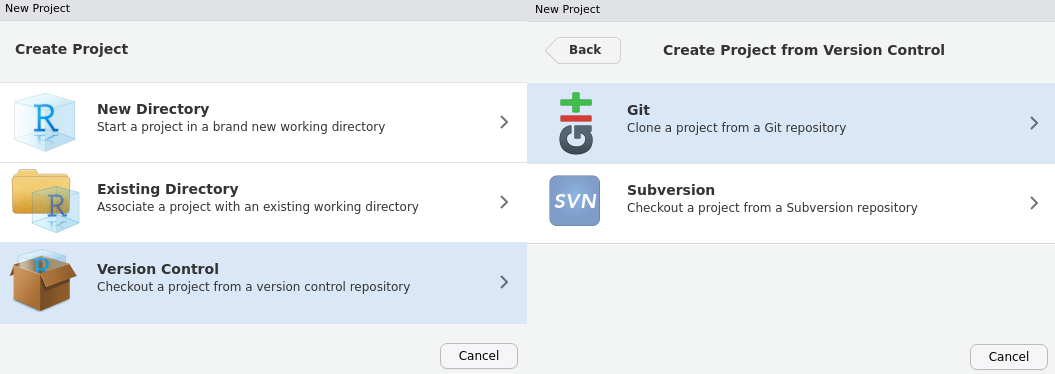 New Project
Create Project
R
New Directory
Start a project in a brand new working directory
R
Existing Directory
Associate a project with an existing working directory
R
Version Control
Checkout a project from a version control repository
Cancel
New Project
Back
Create Project from Version Control
Git
Git
Clone a project from a Git repository
SVN
Subversion
Checkout a project from a Subversion repository
Cancel